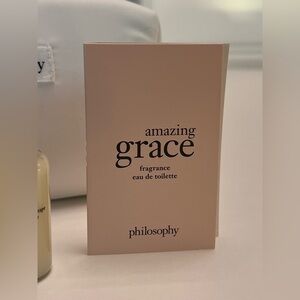 y
amazing
grace
fragrance
eau de toilette
philosophy